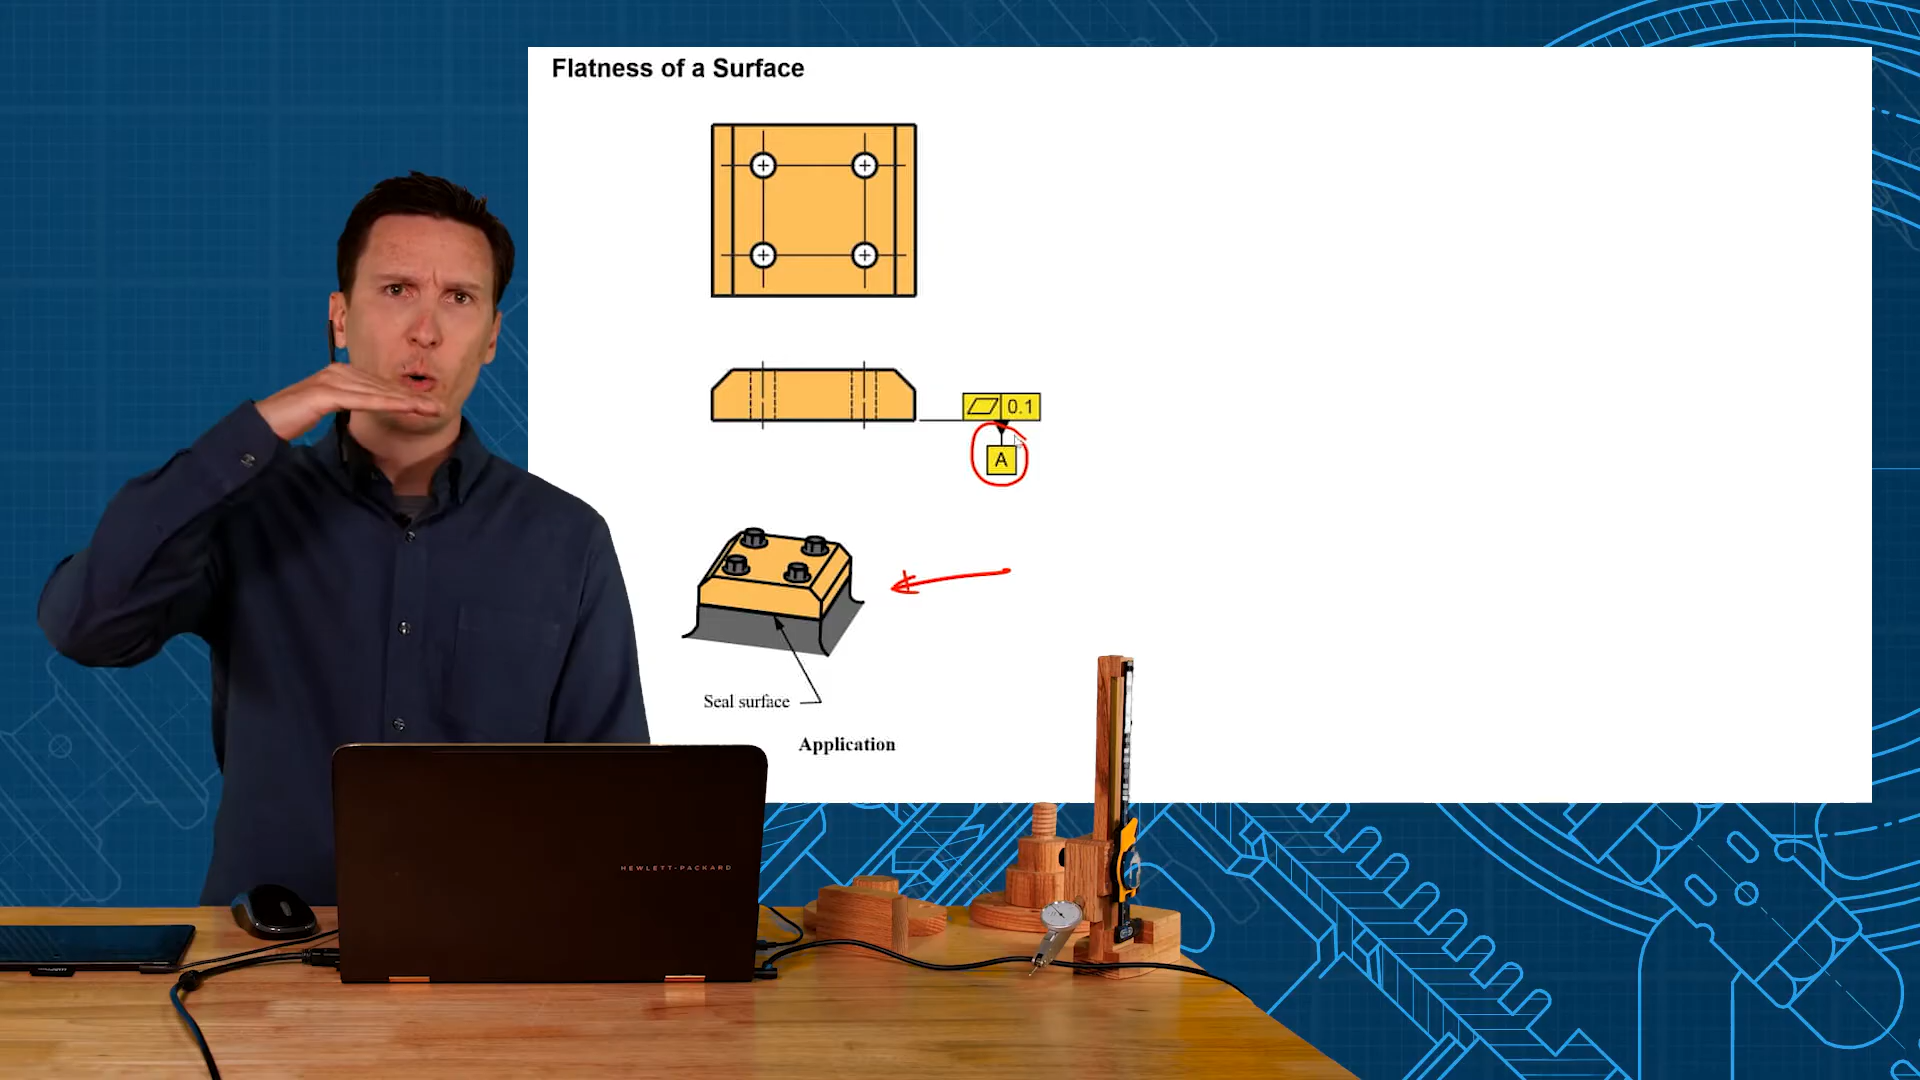 Flatness of a Surface
0.1
A
Seal surface
Application
HEWLETT-PACKARD